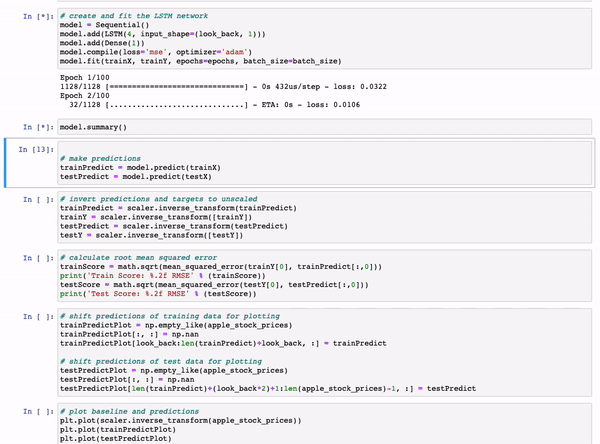 In [*]: # create and fit the LSTM network
model = Sequential()
model.add(LSTM(4, input_shape=(look_back, 1)))
model.add(Dense(1))
model.compile(loss='mse', optimizer='adam')
model.fit(trainX, trainY, epochs=epochs, batch_size=batch_size)
Epoch 1/100
1128/1128 [==============================] - 0s 432us/step - loss: 0.0322
Epoch 2/100
32/1128 [..............................] - ETA: 0s - loss: 0.0106
In [*]: model.summary()
In [13]:
# make predictions
trainPredict = model.predict(trainX)
testPredict = model.predict(testX)
In [ ]: # invert predictions and targets to unscaled
trainPredict = scaler.inverse_transform(trainPredict)
trainY = scaler.inverse_transform([trainY])
testPredict = scaler.inverse_transform(testPredict)
testY = scaler.inverse_transform([testY])
In [ ]: # calculate root mean squared error
trainScore = math.sqrt(mean_squared_error(trainY[0], trainPredict[:,0]))
print('Train Score: %.2f RMSE' % (trainScore))
testScore = math.sqrt(mean_squared_error(testY[0], testPredict[:,0]))
print('Test Score: %.2f RMSE' % (testScore))
In [ ]: # shift predictions of training data for plotting
trainPredictPlot = np.empty_like(apple_stock_prices)
trainPredictPlot[:, :] = np.nan
trainPredictPlot[look_back:len(trainPredict)+look_back, :] = trainPredict
# shift predictions of test data for plotting
testPredictPlot = np.empty_like(apple_stock_prices)
testPredictPlot[:, :] = np.nan
testPredictPlot[len(trainPredict)+(look_back*2)+1:len(apple_stock_prices)-1, :] = testPredict
In [ ]: # plot baseline and predictions
plt.plot(scaler.inverse_transform(apple_stock_prices))
plt.plot(trainPredictPlot)
plt.plot(testPredictPlot)